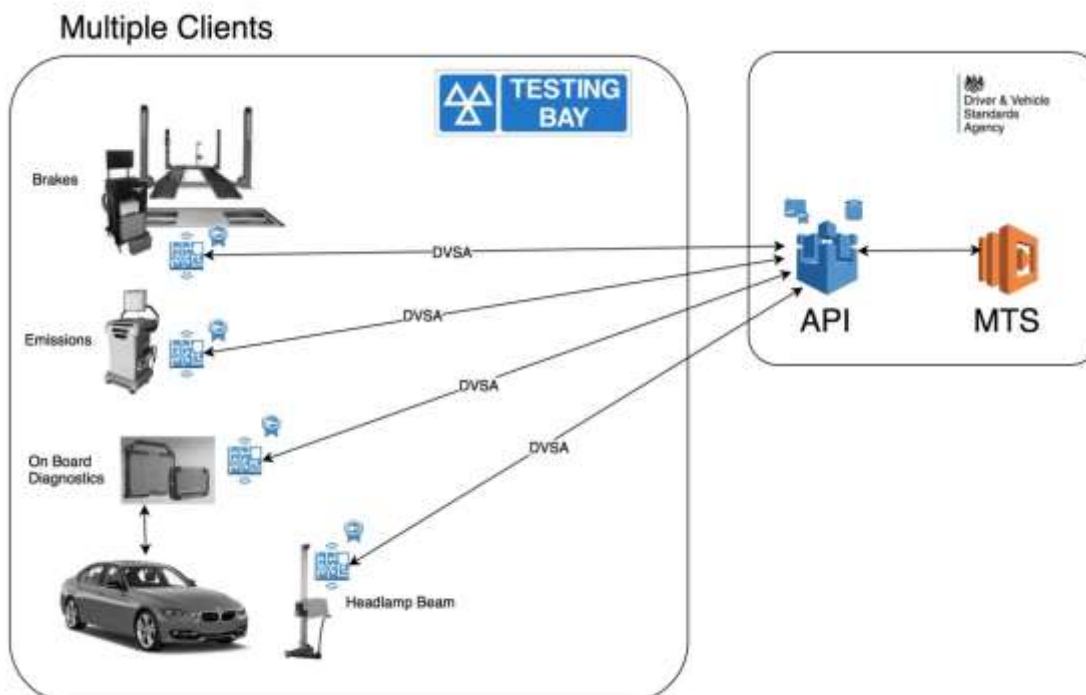 Multiple Clients
TESTING
BAY
Driver & Vehicle
Standards
Agency
Brakes
DVSA
Emissions
DVSA
API
MTS
DVSA
On Board
Diagnostics
DVSA
Headlamp Beam